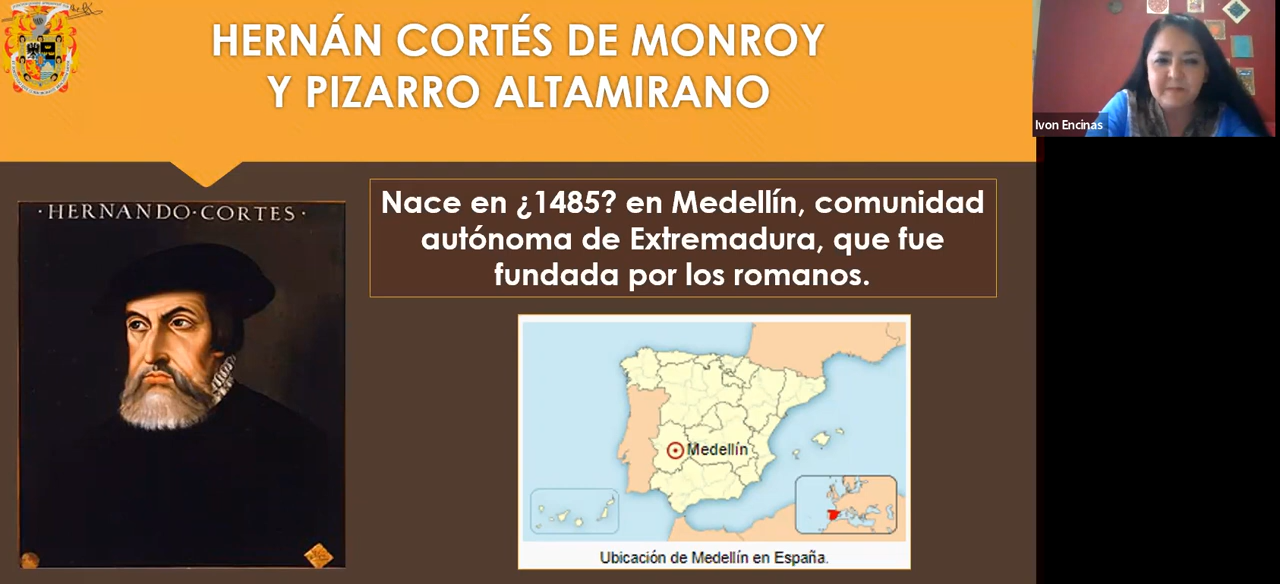 HERNÁN CORTÉS DE MONROY
Y PIZARRO ALTAMIRANO
Ivon Encinas
·HERNANDO·CORTES·
Nace en ¿1485? en Medellín, comunidad
autónoma de Extremadura, que fue
fundada por los romanos.
Medellín
Ubicación de Medellín en España.